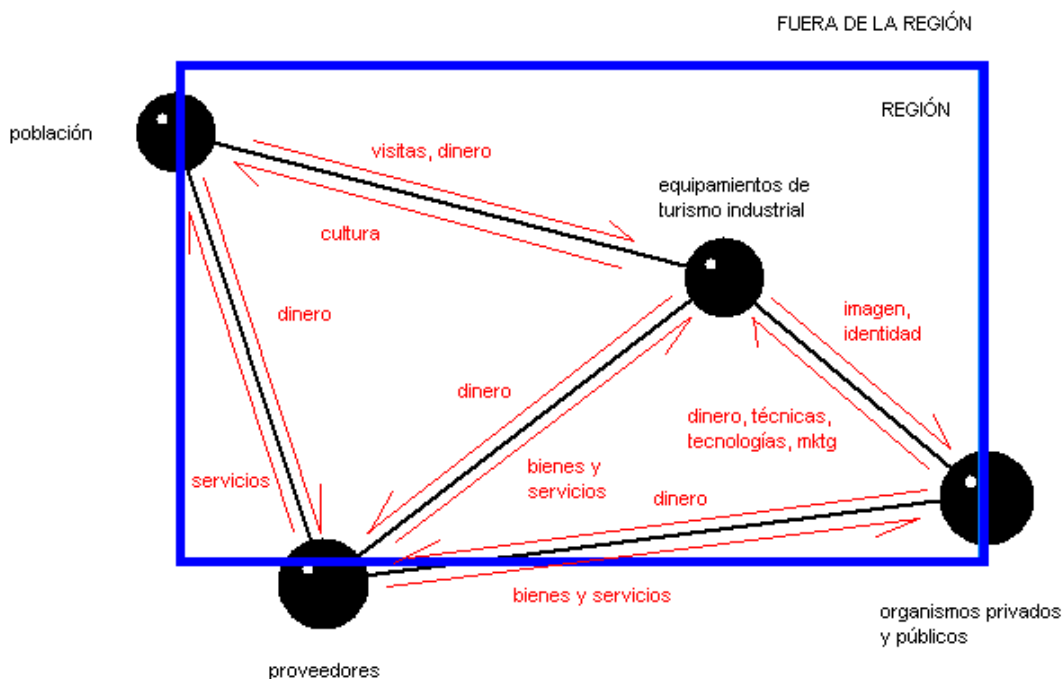 FUERA DE LA REGIÓN
REGIÓN
población
visitas, dinero
equipamientos de
turismo industrial
cultura
dinero
imagen,
identidad
dinero
dinero, técnicas,
tecnologías, mktg
servicios
bienes y
servicios
dinero
bienes y servicios
organismos privados
y públicos
proveedores